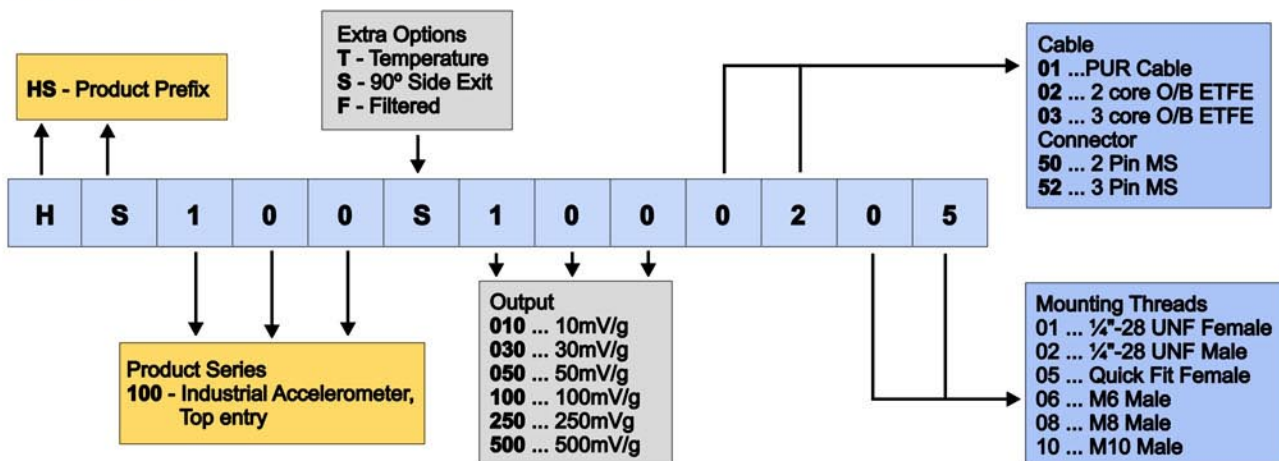 Extra Options
T - Temperature
S - 90º Side Exit
F - Filtered
HS - Product Prefix
Cable
01 ...PUR Cable
02 ... 2 core O/B ETFE
03 ... 3 core O/B ETFE
Connector
50 ... 2 Pin MS
52 ... 3 Pin MS
H S 1 0 0 S 1 0 0 0 2 0 5
Product Series
100 - Industrial Accelerometer,
Top entry
Output
010 ... 10mV/g
030 ... 30mV/g
050 ... 50mV/g
100 ... 100mV/g
250 ... 250mVg
500 ... 500mV/g
Mounting Threads
01 ... ¼"-28 UNF Female
02 ... ¼"-28 UNF Male
05 ... Quick Fit Female
06 ... M6 Male
08 ... M8 Male
10 ... M10 Male